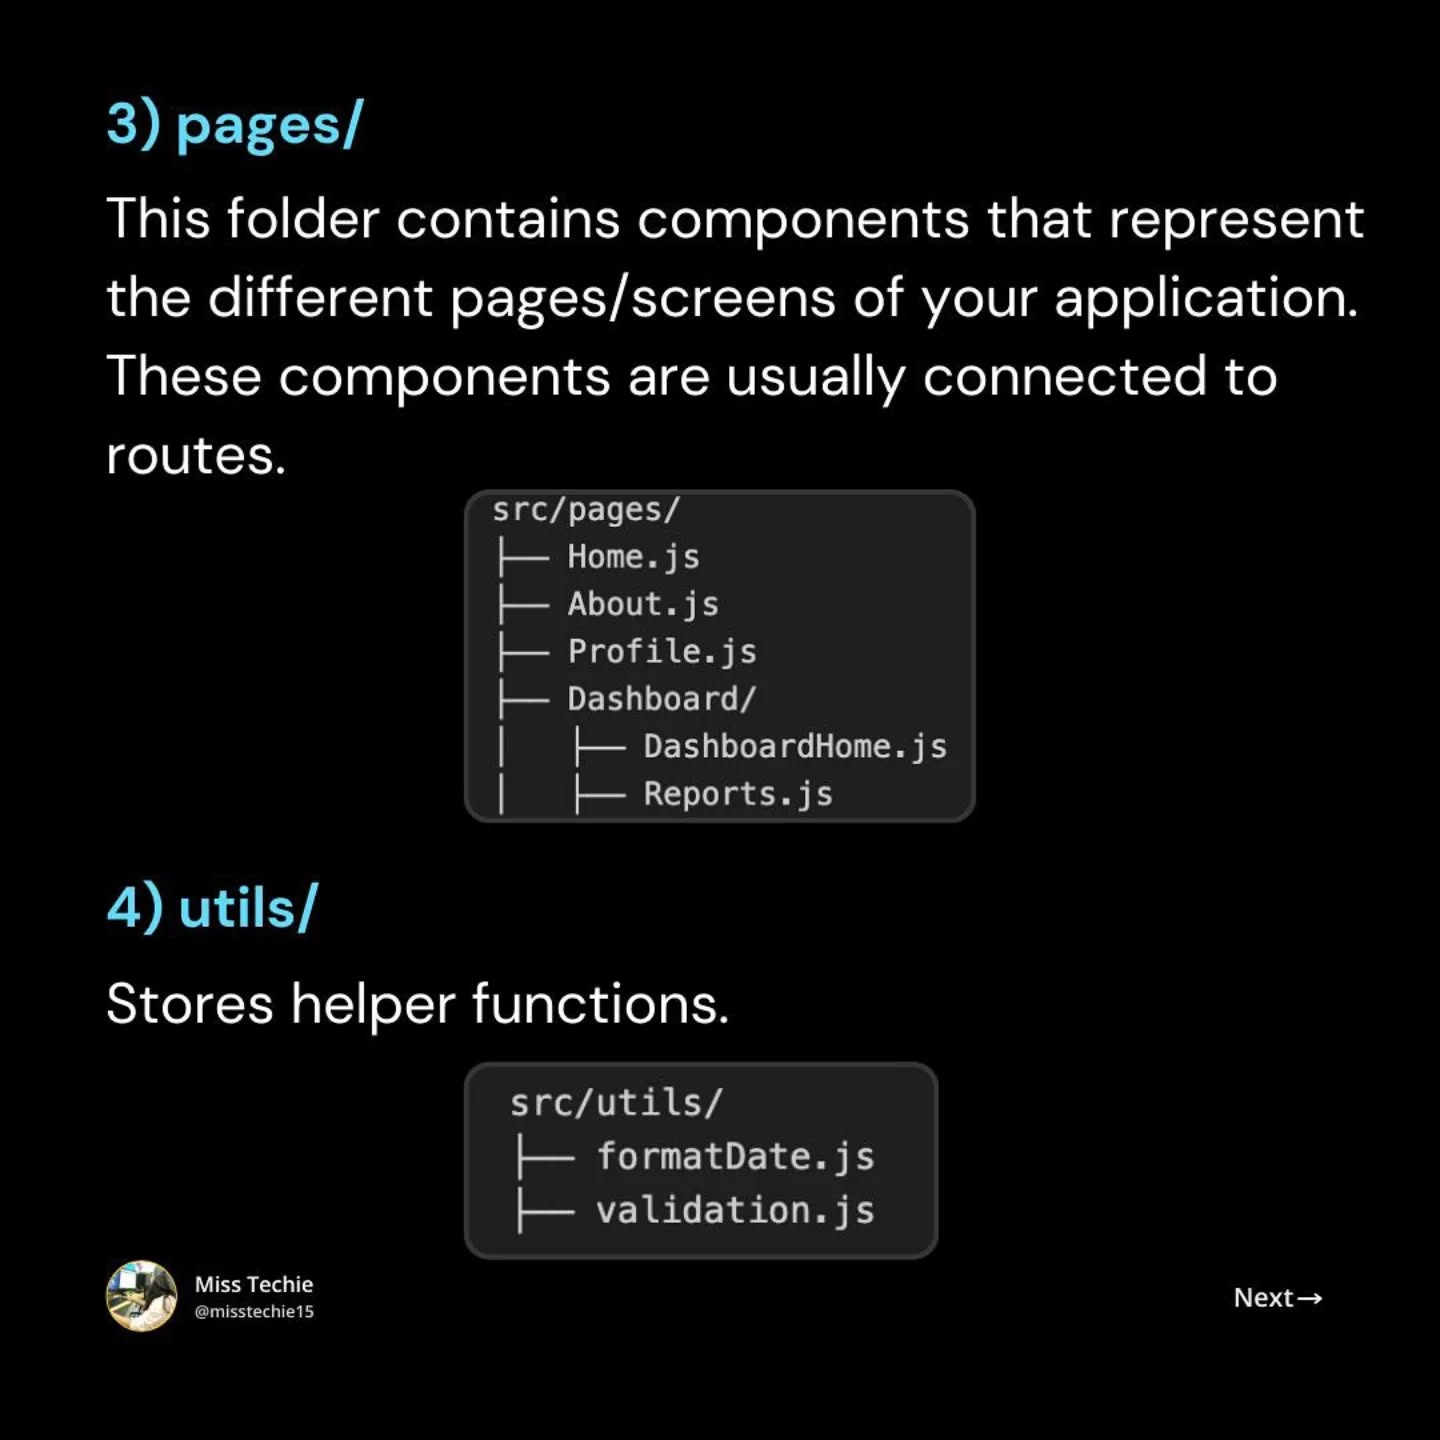 3) pages/
This folder contains components that represent
the different pages/screens of your application.
These components are usually connected to
routes.
src/pages/
├── Home.js
├── About.js
├── Profile.js
├── Dashboard/
│   ├── DashboardHome.js
│   ├── Reports.js
4) utils/
Stores helper functions.
src/utils/
├── formatDate.js
├── validation.js
Miss Techie
@misstechie15
Next→